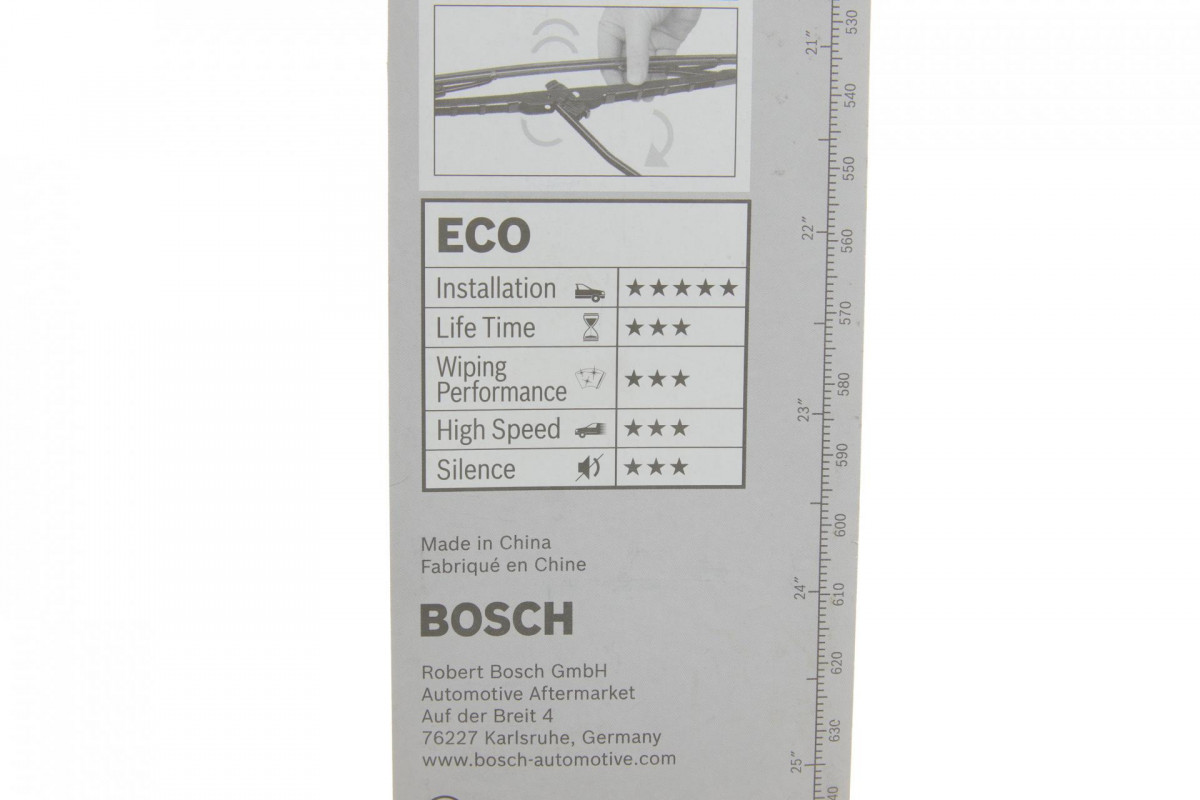 ECO
Installation ★★★★★
Life Time ★★★
Wiping
Performance ★★★
High Speed ★★★
Silence ★★★
Made in China
Fabriqué en Chine
BOSCH
Robert Bosch GmbH
Automotive Aftermarket
Auf der Breit 4
76227 Karlsruhe, Germany
www.bosch-automotive.com
21″
22″
23″
24″
25″
530
540
550
560
570
580
590
600
610
620
630